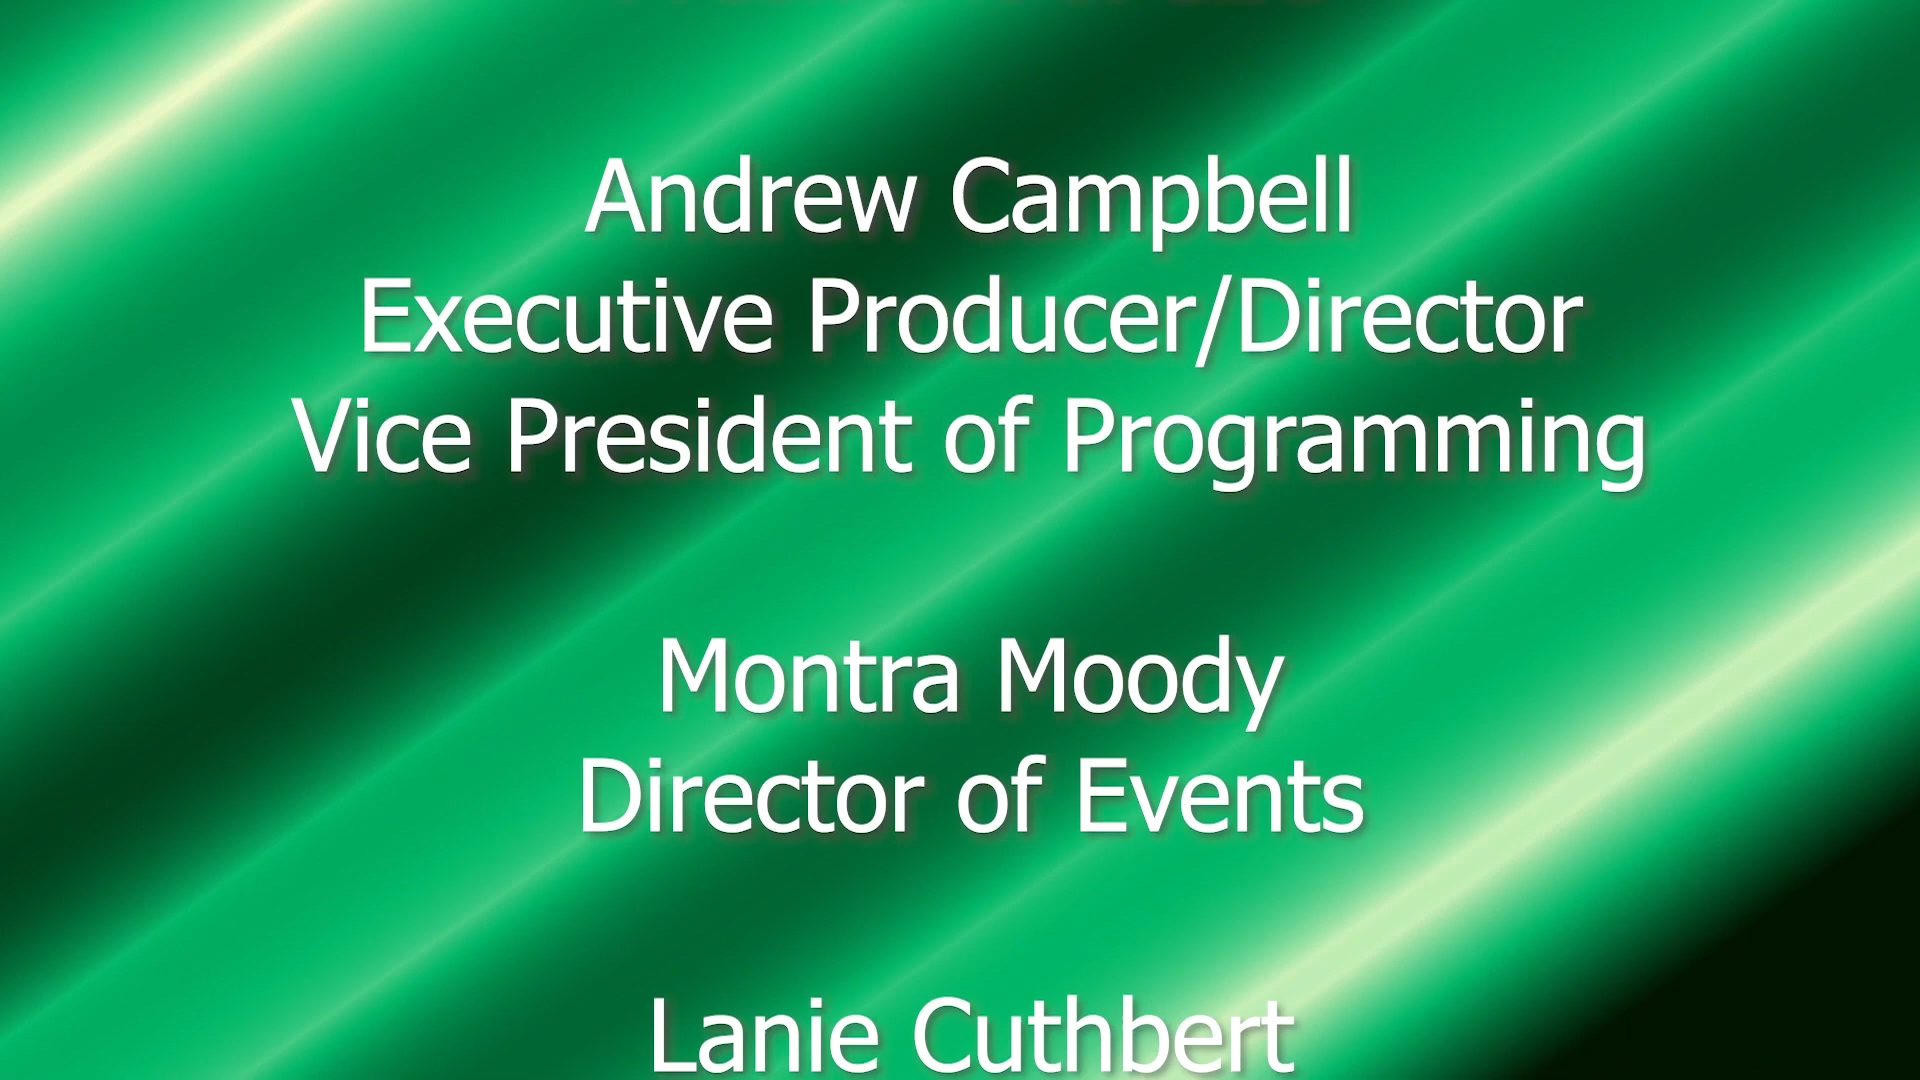 Andrew Campbell
Executive Producer/Director
Vice President of Programming
Montra Moody
Director of Events
Lanie Cuthbert